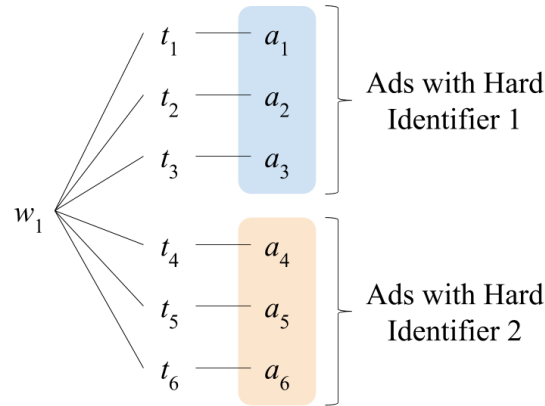 t₁ a₁
t₂ a₂
t₃ a₃
Ads with Hard
Identifier 1
w₁
t₄ a₄
t₅ a₅
t₆ a₆
Ads with Hard
Identifier 2